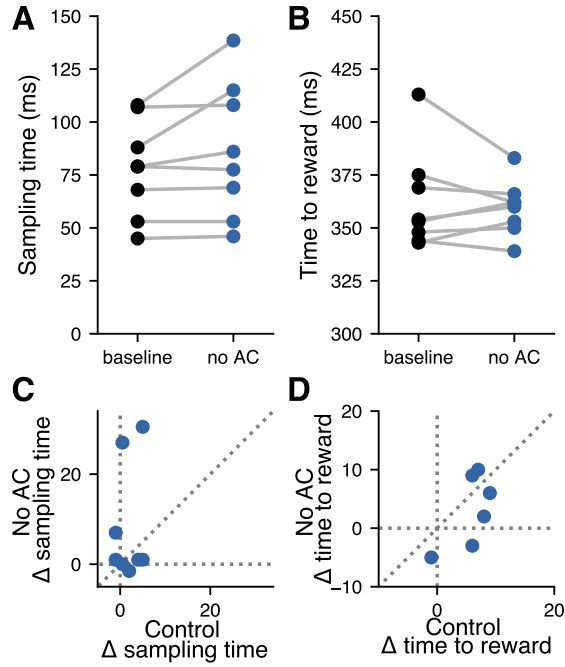 A
Sampling time (ms)
150
125
100
75
50
25
0
baseline
no AC
B
Time to reward (ms)
450
425
400
375
350
325
300
baseline
no AC
C
No AC
Δ sampling time
20
0
0
20
Control
Δ sampling time
D
No AC
Δ time to reward
20
10
0
−10
0
20
Control
Δ time to reward